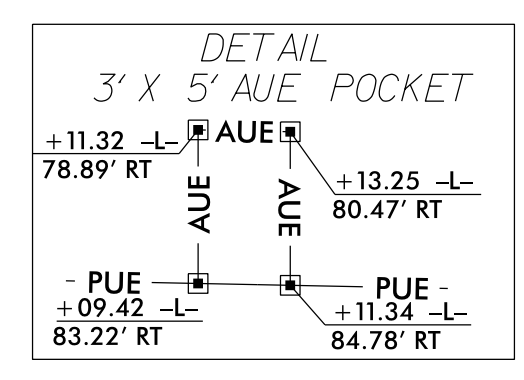 DETAIL
3' X 5' AUE POCKET
AUE
+11.32 -L-
78.89' RT
AUE
AUE
+13.25 -L-
80.47' RT
- PUE
PUE -
+09.42 -L-
83.22' RT
+11.34 -L-
84.78' RT